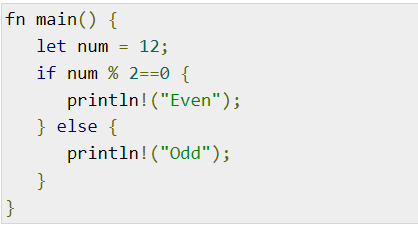 fn main() {
   let num = 12;
   if num % 2==0 {
      println!("Even");
   } else {
      println!("Odd");
   }
}